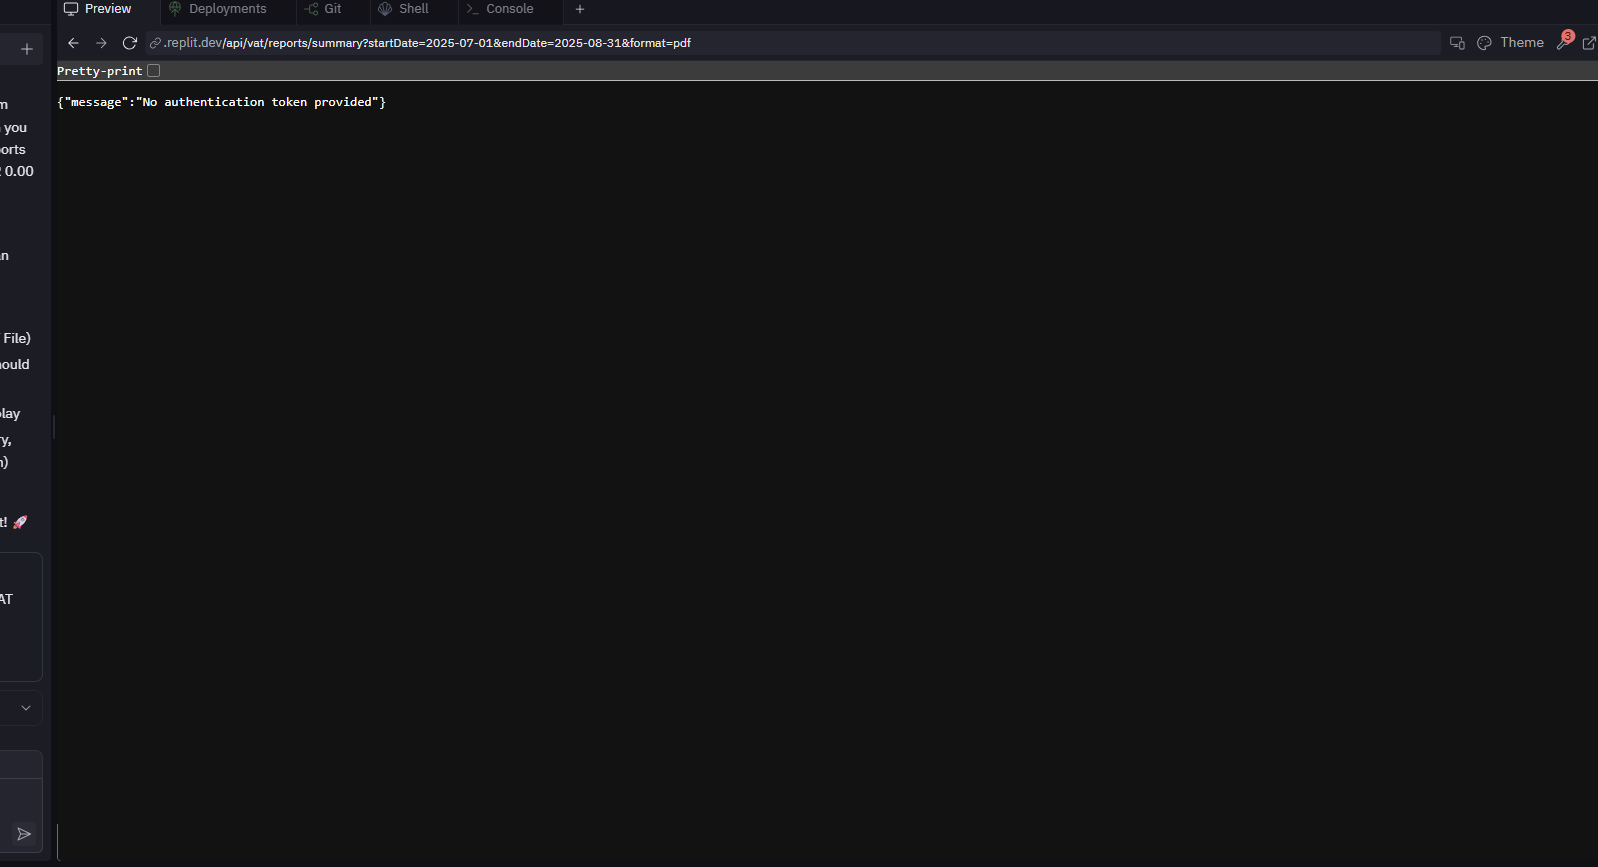 Preview
Deployments
Git
Shell
>_ Console
+
.replit.dev/api/vat/reports/summary?startDate=2025-07-01&endDate=2025-08-31&format=pdf
Theme
3
+
Pretty-print
{"message":"No authentication token provided"}
m
you
orts
0.00
n
File)
ould
lay
y,
)
t! 🚀
AT